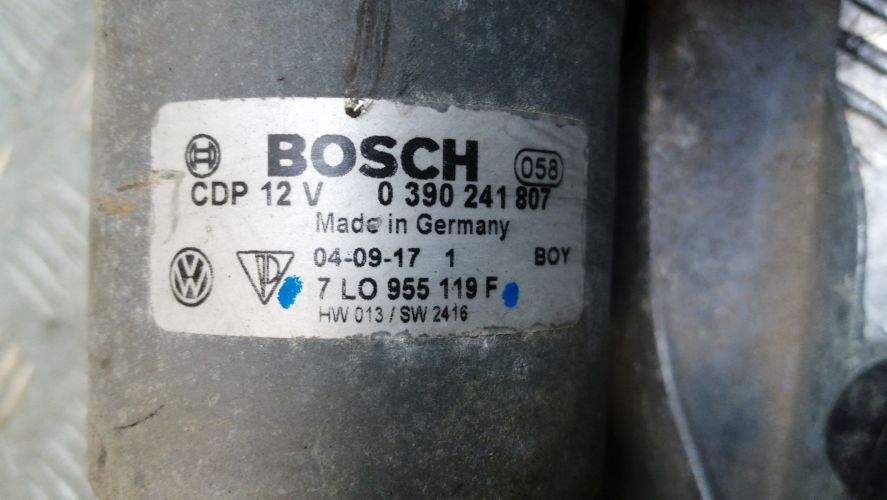 BOSCH 058
CDP 12 V 0 390 241 807
Made in Germany
04-09-17 1 BOY
7 LO 955 119 F
HW 013 / SW 2416